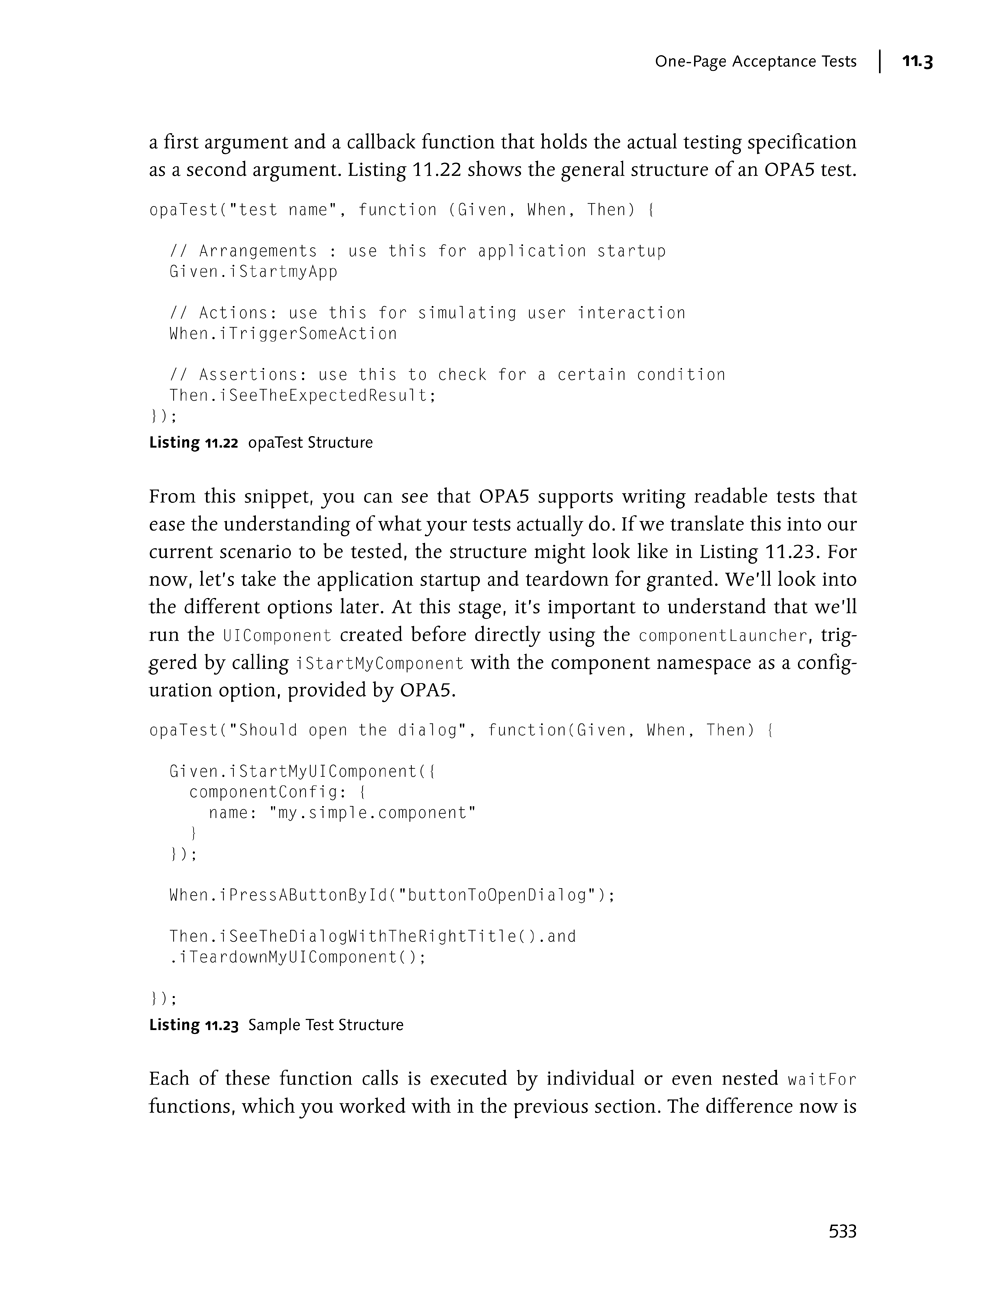 One-Page Acceptance Tests | 11.3
a first argument and a callback function that holds the actual testing specification
as a second argument. Listing 11.22 shows the general structure of an OPA5 test.
opaTest("test name", function (Given, When, Then) {
// Arrangements : use this for application startup
Given.iStartmyApp
// Actions: use this for simulating user interaction
When.iTriggerSomeAction
// Assertions: use this to check for a certain condition
Then.iSeeTheExpectedResult;
});
Listing 11.22 opaTest Structure
From this snippet, you can see that OPA5 supports writing readable tests that
ease the understanding of what your tests actually do. If we translate this into our
current scenario to be tested, the structure might look like in Listing 11.23. For
now, let's take the application startup and teardown for granted. We'll look into
the different options later. At this stage, it's important to understand that we'll
run the UIComponent created before directly using the componentLauncher, trig-
gered by calling iStartMyComponent with the component namespace as a config-
uration option, provided by OPA5.
opaTest("Should open the dialog", function(Given, When, Then) {
Given.iStartMyUIComponent({
componentConfig: {
name: "my.simple.component"
}
});
When.iPressAButtonById("buttonToOpenDialog");
Then.iSeeTheDialogWithTheRightTitle().and
.iTeardownMyUIComponent();
});
Listing 11.23 Sample Test Structure
Each of these function calls is executed by individual or even nested waitFor
functions, which you worked with in the previous section. The difference now is
533